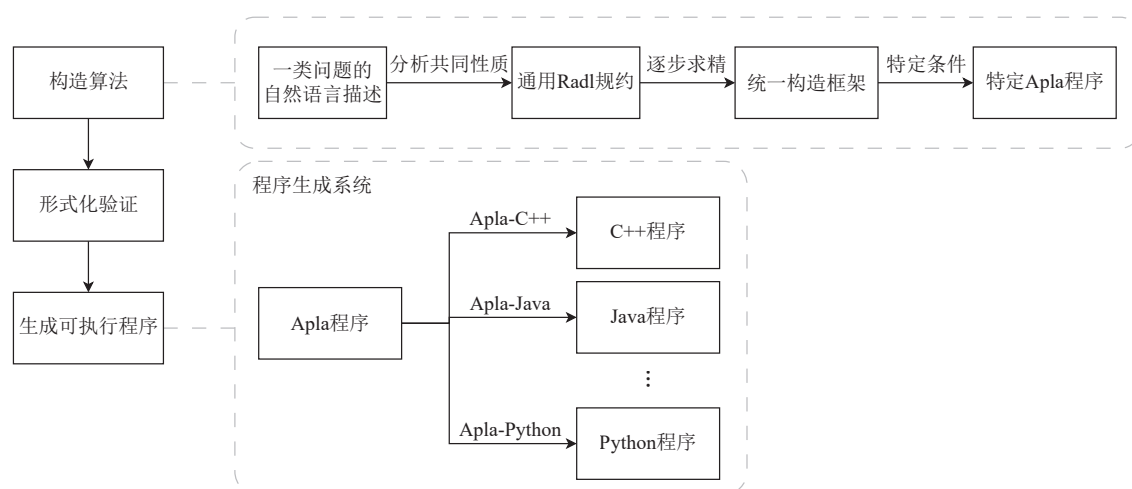 构造算法
一类问题的
自然语言描述
分析共同性质
通用Radl规约
逐步求精
统一构造框架
特定条件
特定Apla程序
形式化验证
程序生成系统
生成可执行程序
Apla程序
Apla-C++
C++程序
Apla-Java
Java程序
⋮
Apla-Python
Python程序